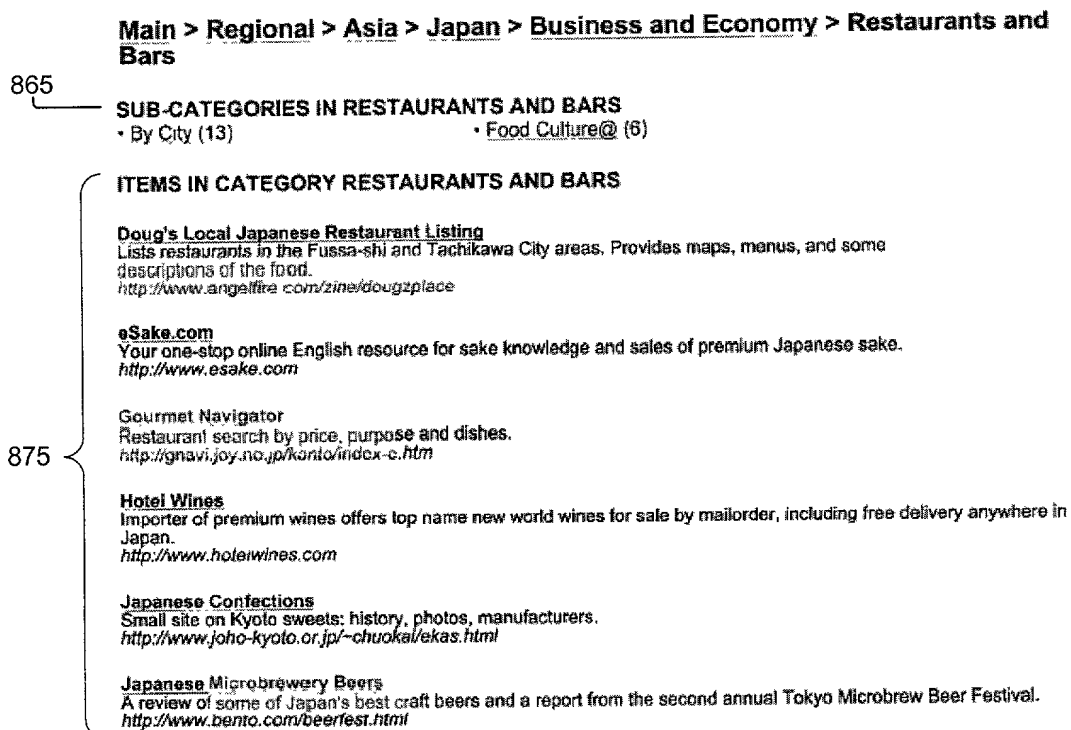 Main > Regional > Asia > Japan > Business and Economy > Restaurants and
Bars
865
SUB-CATEGORIES IN RESTAURANTS AND BARS
• By City (13) • Food Culture@ (6)
ITEMS IN CATEGORY RESTAURANTS AND BARS
Doug's Local Japanese Restaurant Listing
Lists restaurants in the Fussa-shi and Tachikawa City areas. Provides maps, menus, and some
descriptions of the food.
http://www.angelfire.com/zine/dougzplace
eSake.com
Your one-stop online English resource for sake knowledge and sales of premium Japanese sake.
http://www.esake.com
Gourmet Navigator
Restaurant search by price, purpose and dishes.
http://gnavi.joy.ne.jp/kanto/index-e.htm
875
Hotel Wines
Importer of premium wines offers top name new world wines for sale by mailorder, including free delivery anywhere in
Japan.
http://www.hotelwines.com
Japanese Confections
Small site on Kyoto sweets: history, photos, manufacturers.
http://www.joho-kyoto.or.jp/~chuokai/ekas.html
Japanese Microbrewery Beers
A review of some of Japan's best craft beers and a report from the second annual Tokyo Microbrew Beer Festival.
http://www.bento.com/beerfest.html